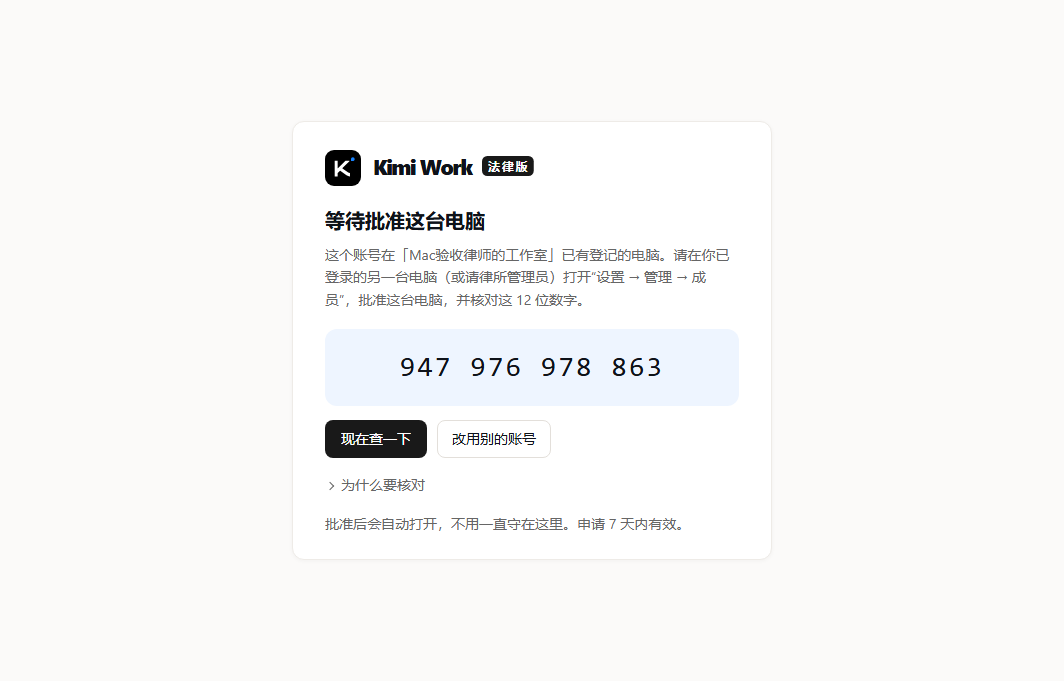 Kimi Work 法律版
等待批准这台电脑
这个账号在「Mac验收律师的工作室」已有登记的电脑。请在你已
登录的另一台电脑（或请律所管理员）打开“设置 → 管理 → 成
员”，批准这台电脑，并核对这 12 位数字。
947 976 978 863
现在查一下 改用别的账号
为什么要核对
批准后会自动打开，不用一直守在这里。申请 7 天内有效。